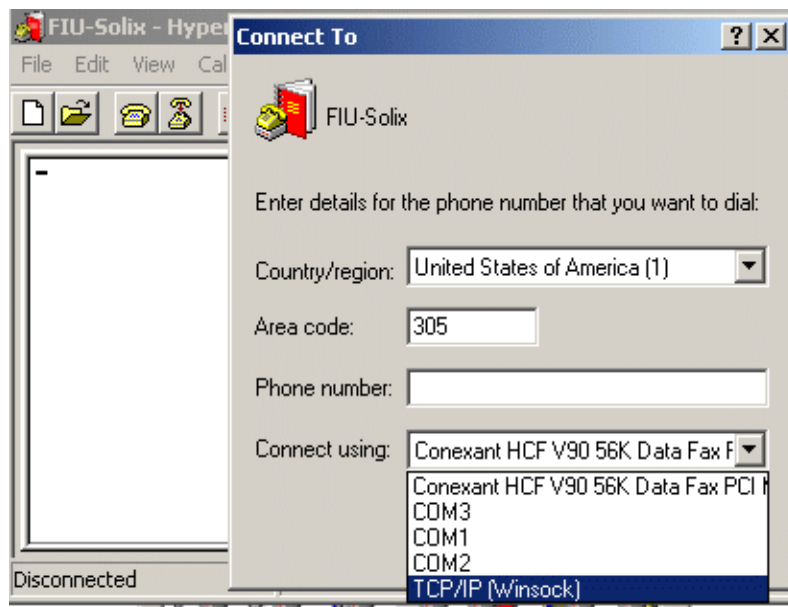 FIU-Solix - Hyper
Connect To
File Edit View Cal
FIU-Solix
Enter details for the phone number that you want to dial:
Country/region: United States of America (1)
Area code: 305
Phone number:
Connect using: Conexant HCF V90 56K Data Fax F
Conexant HCF V90 56K Data Fax PCI
COM3
COM1
COM2
TCP/IP (Winsock)
Disconnected